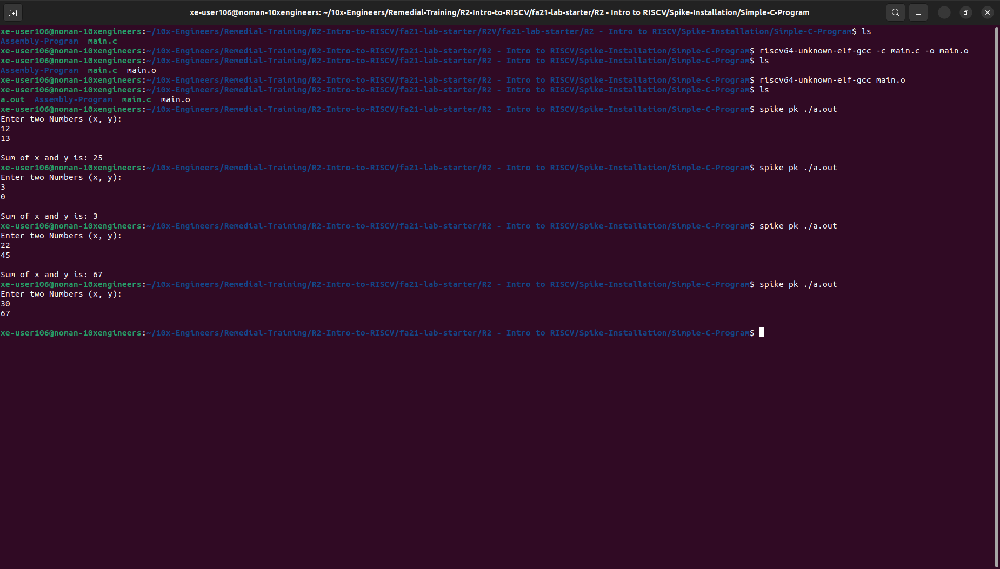 xe-user106@noman-10xengineers: ~/10x-Engineers/Remedial-Training/R2-Intro-to-RISCV/fa21-lab-starter/R2 - Intro to RISCV/Spike-Installation/Simple-C-Program
xe-user106@noman-10xengineers:~/10x-Engineers/Remedial-Training/R2-Intro-to-RISCV/fa21-lab-starter/R2V/fa21-lab-starter/R2 - Intro to RISCV/Spike-Installation/Simple-C-Program$ ls
Assembly-Program  main.c
xe-user106@noman-10xengineers:~/10x-Engineers/Remedial-Training/R2-Intro-to-RISCV/fa21-lab-starter/R2 - Intro to RISCV/Spike-Installation/Simple-C-Program$ riscv64-unknown-elf-gcc -c main.c -o main.o
xe-user106@noman-10xengineers:~/10x-Engineers/Remedial-Training/R2-Intro-to-RISCV/fa21-lab-starter/R2 - Intro to RISCV/Spike-Installation/Simple-C-Program$ ls
Assembly-Program  main.c  main.o
xe-user106@noman-10xengineers:~/10x-Engineers/Remedial-Training/R2-Intro-to-RISCV/fa21-lab-starter/R2 - Intro to RISCV/Spike-Installation/Simple-C-Program$ riscv64-unknown-elf-gcc main.o
xe-user106@noman-10xengineers:~/10x-Engineers/Remedial-Training/R2-Intro-to-RISCV/fa21-lab-starter/R2 - Intro to RISCV/Spike-Installation/Simple-C-Program$ ls
a.out  Assembly-Program  main.c  main.o
xe-user106@noman-10xengineers:~/10x-Engineers/Remedial-Training/R2-Intro-to-RISCV/fa21-lab-starter/R2 - Intro to RISCV/Spike-Installation/Simple-C-Program$ spike pk ./a.out
Enter two Numbers (x, y):
12
13
Sum of x and y is: 25
xe-user106@noman-10xengineers:~/10x-Engineers/Remedial-Training/R2-Intro-to-RISCV/fa21-lab-starter/R2 - Intro to RISCV/Spike-Installation/Simple-C-Program$ spike pk ./a.out
Enter two Numbers (x, y):
3
0
Sum of x and y is: 3
xe-user106@noman-10xengineers:~/10x-Engineers/Remedial-Training/R2-Intro-to-RISCV/fa21-lab-starter/R2 - Intro to RISCV/Spike-Installation/Simple-C-Program$ spike pk ./a.out
Enter two Numbers (x, y):
22
45
Sum of x and y is: 67
xe-user106@noman-10xengineers:~/10x-Engineers/Remedial-Training/R2-Intro-to-RISCV/fa21-lab-starter/R2 - Intro to RISCV/Spike-Installation/Simple-C-Program$ spike pk ./a.out
Enter two Numbers (x, y):
30
67
xe-user106@noman-10xengineers:~/10x-Engineers/Remedial-Training/R2-Intro-to-RISCV/fa21-lab-starter/R2 - Intro to RISCV/Spike-Installation/Simple-C-Program$